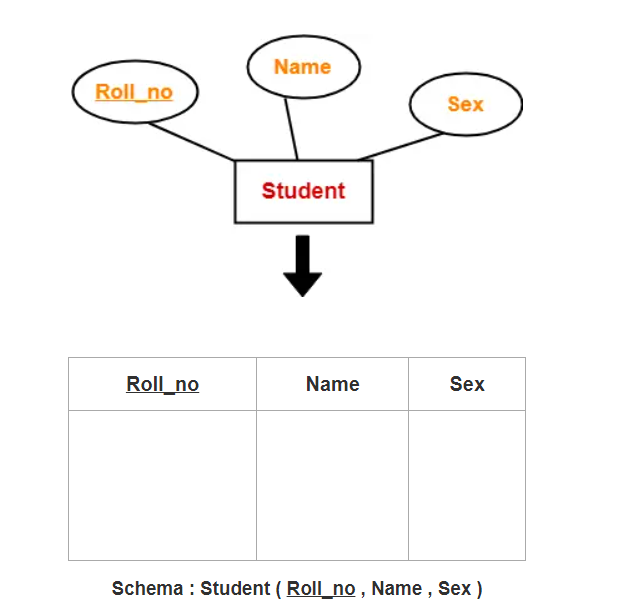 Name
Roll_no
Sex
Student
Roll_no Name Sex
Schema : Student ( Roll_no , Name , Sex )